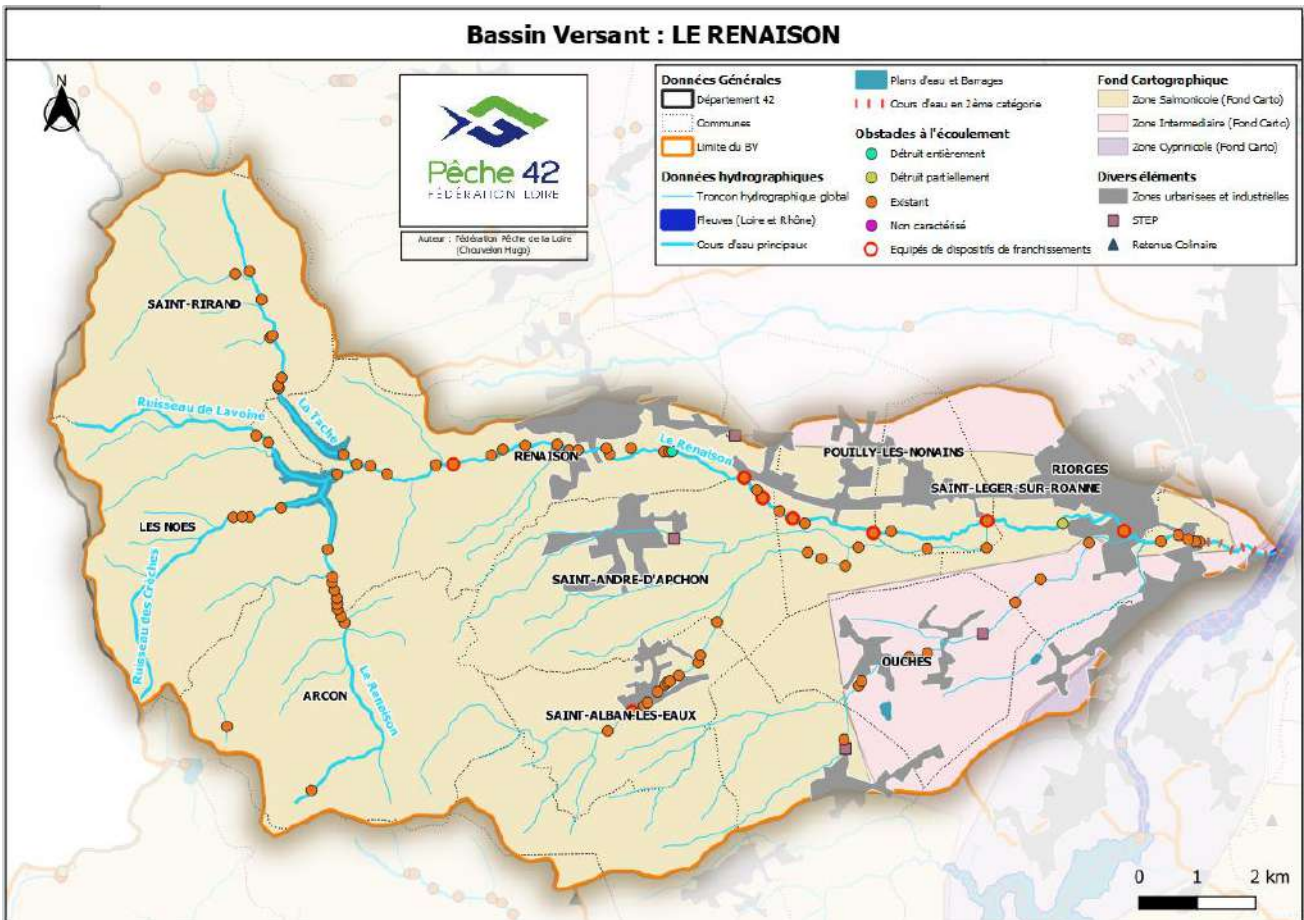 Bassin Versant : LE RENAISON
N
Pêche 42
FÉDÉRATION LOIRE
Auteur : Fédération Pêche de la Loire
(Chouvelon Hugo)
Données Générales
Département 42
Communes
Limite du BV
Données hydrographiques
Troncon hydrographique global
Fleuves (Loire et Rhône)
Cours d'eau principaux
Plans d'eau et Barrages
Cours d'eau en 2ème catégorie
Obstacles à l'écoulement
Détruit entièrement
Détruit partiellement
Existant
Non caractérisé
Equipés de dispositifs de franchissements
Fond Cartographique
Zone Salmonicole (Fond Carto)
Zone Intermediaire (Fond Carto)
Zone Cyprinicole (Fond Carto)
Divers éléments
Zones urbanisees et industrielles
STEP
Retenue Colinaire
SAINT-RIRAND
Ruisseau de Lavoine
La Tache
Le Renaison
RENAISON
POUILLY-LES-NONAINS
RIORGES
SAINT-LEGER-SUR-ROANNE
LES NOES
SAINT-ANDRE-D'APCHON
Ruisseau des Crèches
OUCHES
ARCON
Le Renaison
SAINT-ALBAN-LES-EAUX
0 1 2 km